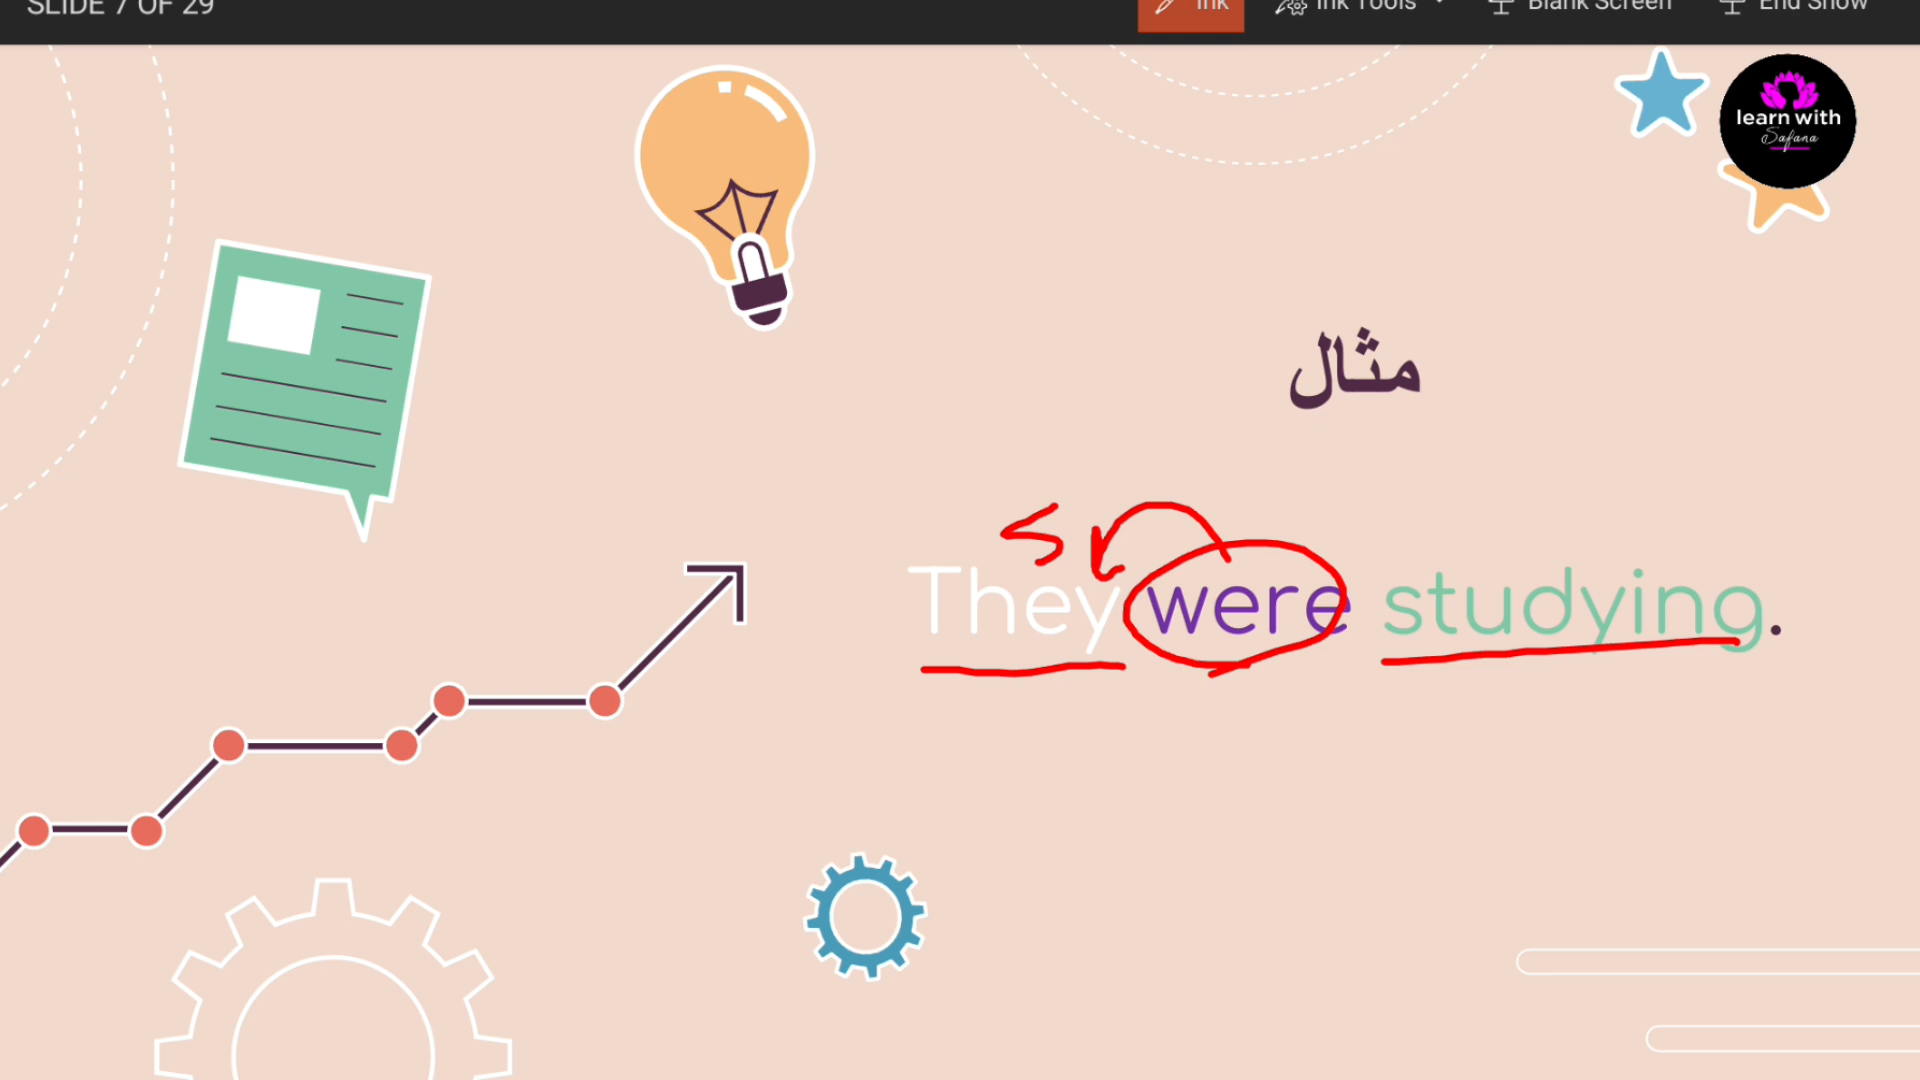 SLIDE 7 OF 29
Ink
Ink Tools
Blank Screen
End Show
learn with
Safana
مثال
S
They were studying.